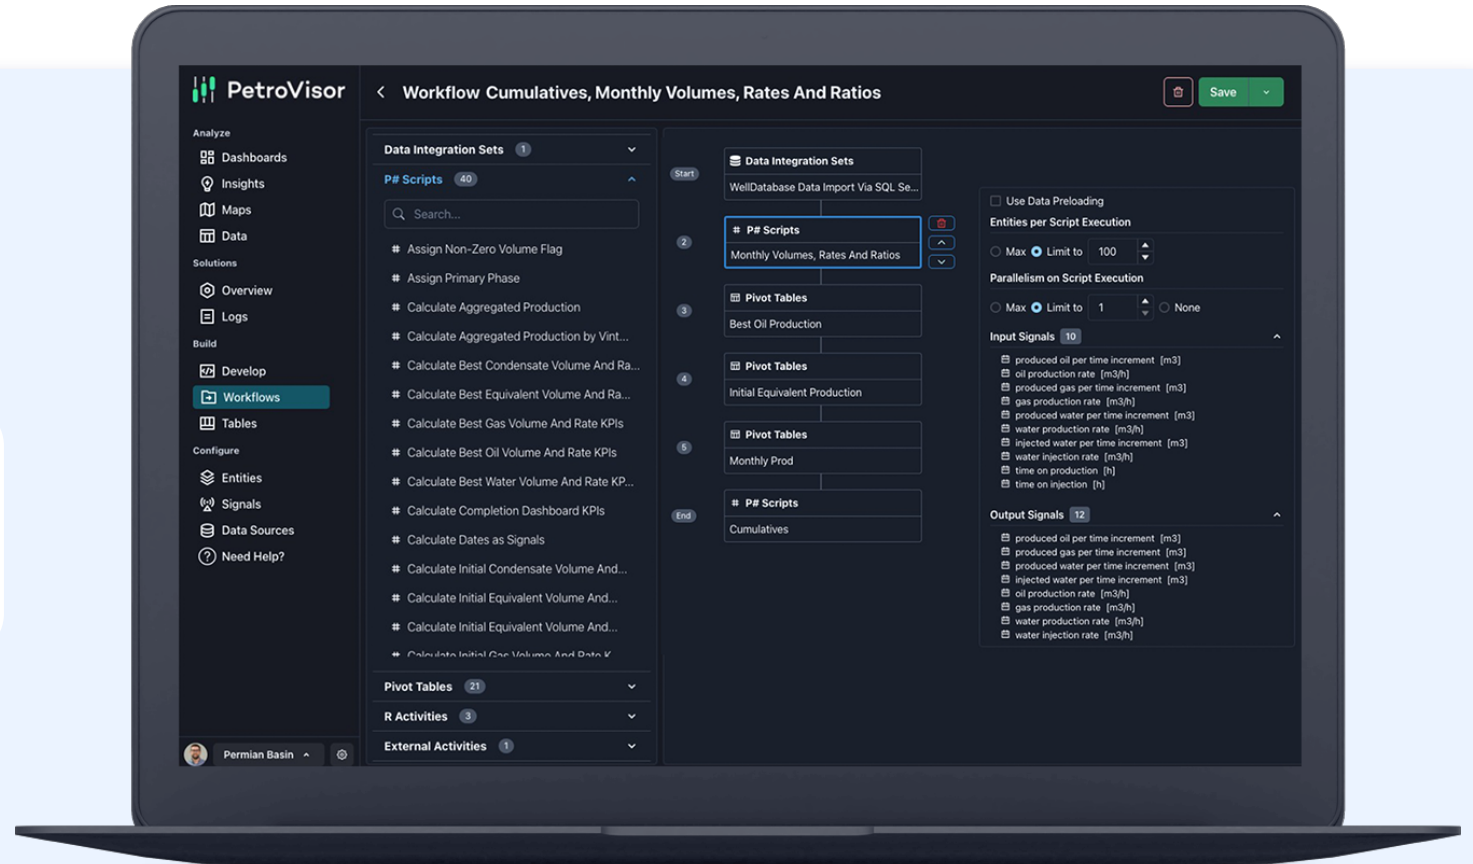 PetroVisor
Workflow Cumulatives, Monthly Volumes, Rates And Ratios
Save
Analyze
Dashboards
Insights
Maps
Data
Solutions
Overview
Logs
Build
Develop
Workflows
Tables
Configure
Entities
Signals
Data Sources
Need Help?
Permian Basin
Data Integration Sets 1
P# Scripts 40
Search...
# Assign Non-Zero Volume Flag
# Assign Primary Phase
# Calculate Aggregated Production
# Calculate Aggregated Production by Vint...
# Calculate Best Condensate Volume And Ra...
# Calculate Best Equivalent Volume And Ra...
# Calculate Best Gas Volume And Rate KPIs
# Calculate Best Oil Volume And Rate KPIs
# Calculate Best Water Volume And Rate KP...
# Calculate Completion Dashboard KPIs
# Calculate Dates as Signals
# Calculate Initial Condensate Volume And...
# Calculate Initial Equivalent Volume And...
# Calculate Initial Equivalent Volume And...
# Calculate Initial Gas Volume And Rate K
Pivot Tables 21
R Activities 3
External Activities 1
Start
Data Integration Sets
WellDatabase Data Import Via SQL Se...
2
# P# Scripts
Monthly Volumes, Rates And Ratios
3
Pivot Tables
Best Oil Production
4
Pivot Tables
Initial Equivalent Production
5
Pivot Tables
Monthly Prod
End
# P# Scripts
Cumulatives
Use Data Preloading
Entities per Script Execution
Max Limit to 100
Parallelism on Script Execution
Max Limit to 1 None
Input Signals 10
produced oil per time increment [m3]
oil production rate [m3/h]
produced gas per time increment [m3]
gas production rate [m3/h]
produced water per time increment [m3]
water production rate [m3/h]
injected water per time increment [m3]
water injection rate [m3/h]
time on production [h]
time on injection [h]
Output Signals 12
produced oil per time increment [m3]
produced gas per time increment [m3]
produced water per time increment [m3]
injected water per time increment [m3]
oil production rate [m3/h]
gas production rate [m3/h]
water production rate [m3/h]
water injection rate [m3/h]